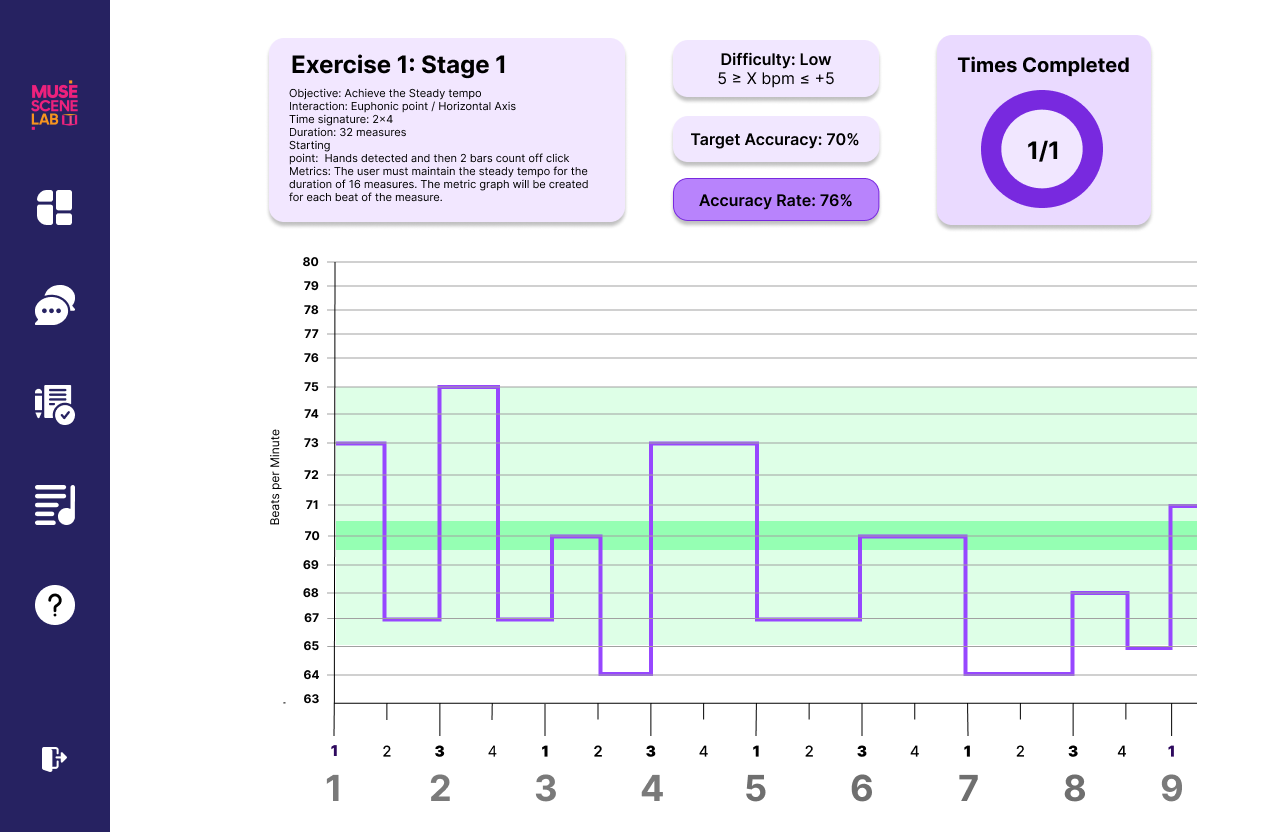 MUSE
SCENE
LAB
Exercise 1: Stage 1
Objective: Achieve the Steady tempo
Interaction: Euphonic point / Horizontal Axis
Time signature: 2×4
Duration: 32 measures
Starting
point:  Hands detected and then 2 bars count off click
Metrics: The user must maintain the steady tempo for the
duration of 16 measures. The metric graph will be created
for each beat of the measure.
Difficulty: Low
5 ≥ X bpm ≤ +5
Target Accuracy: 70%
Accuracy Rate: 76%
Times Completed
1/1
Beats per Minute
80
79
78
77
76
75
74
73
72
71
70
69
68
67
65
64
63
1 2 3 4 1 2 3 4 1 2 3 4 1 2 3 4 1
1 2 3 4 5 6 7 8 9
?